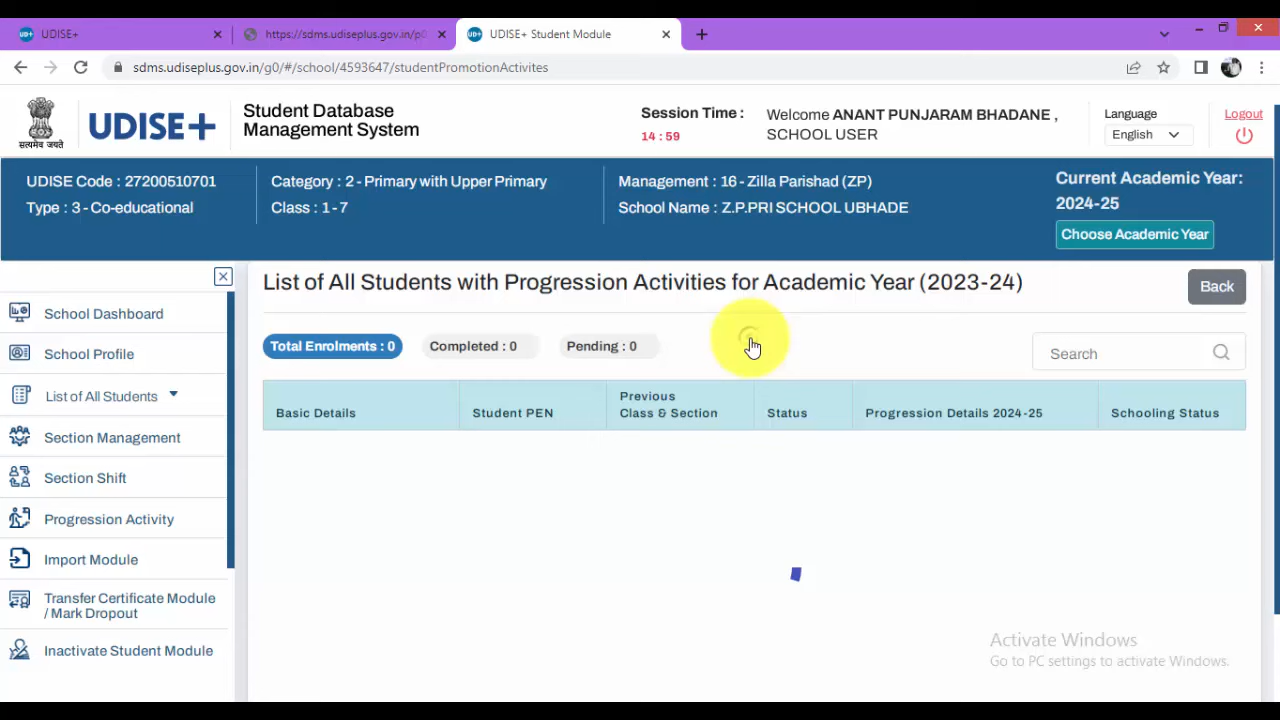 UDISE+
https://sdms.udiseplus.gov.in/p0
UDISE+ Student Module
sdms.udiseplus.gov.in/g0/#/school/4593647/studentPromotionActivites
सत्यमेव जयते
UDISE+
Student Database
Management System
Session Time :
14 : 59
Welcome ANANT PUNJARAM BHADANE ,
SCHOOL USER
Language
English
Logout
UDISE Code : 27200510701
Type : 3 - Co-educational
Category : 2 - Primary with Upper Primary
Class : 1 - 7
Management : 16 - Zilla Parishad (ZP)
School Name : Z.P.PRI SCHOOL UBHADE
Current Academic Year:
2024-25
Choose Academic Year
School Dashboard
School Profile
List of All Students
Section Management
Section Shift
Progression Activity
Import Module
Transfer Certificate Module
/ Mark Dropout
Inactivate Student Module
List of All Students with Progression Activities for Academic Year (2023-24)
Back
Total Enrolments : 0
Completed : 0
Pending : 0
Search
Basic Details
Student PEN
Previous
Class & Section
Status
Progression Details 2024-25
Schooling Status
Activate Windows
Go to PC settings to activate Windows.